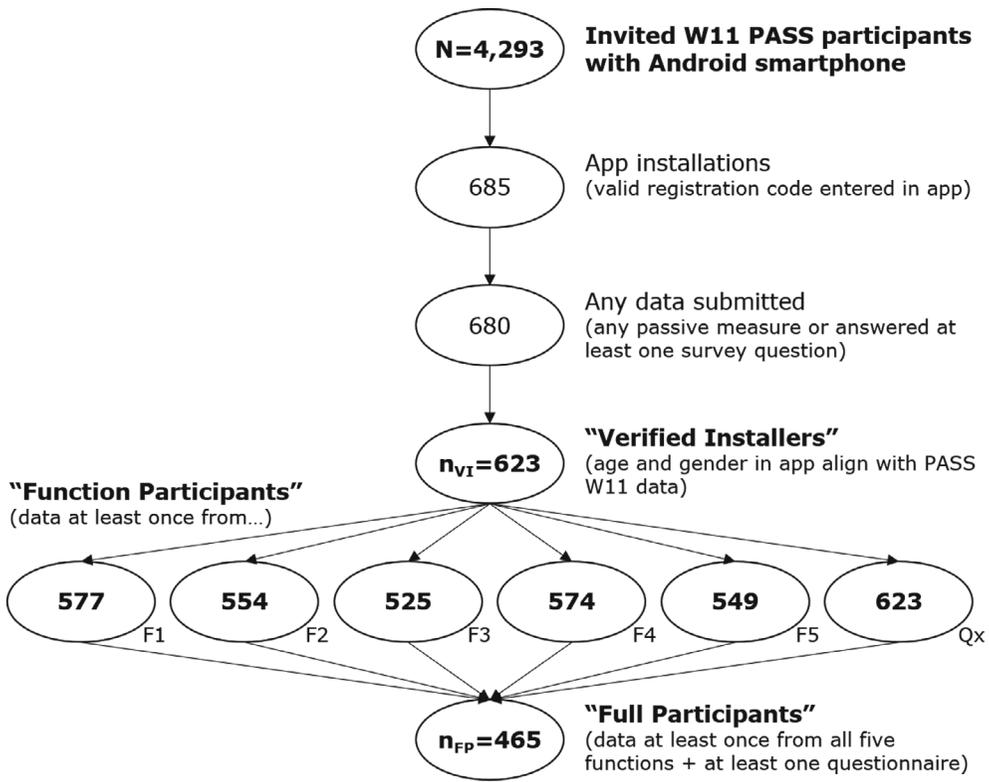 N=4,293
Invited W11 PASS participants
with Android smartphone
685
App installations
(valid registration code entered in app)
680
Any data submitted
(any passive measure or answered at
least one survey question)
nVI=623
“Verified Installers”
(age and gender in app align with PASS
W11 data)
“Function Participants”
(data at least once from…)
577
F1
554
F2
525
F3
574
F4
549
F5
623
Qx
nFP=465
“Full Participants”
(data at least once from all five
functions + at least one questionnaire)